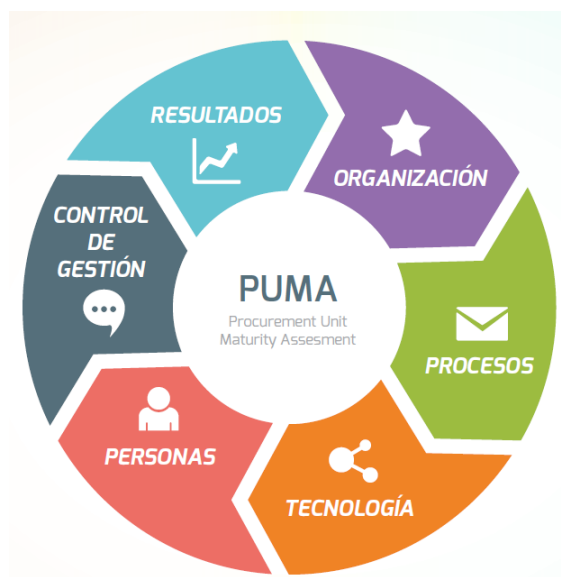 RESULTADOS
ORGANIZACIÓN
CONTROL
DE
GESTIÓN
PUMA
Procurement Unit
Maturity Assesment
PROCESOS
PERSONAS
TECNOLOGÍA